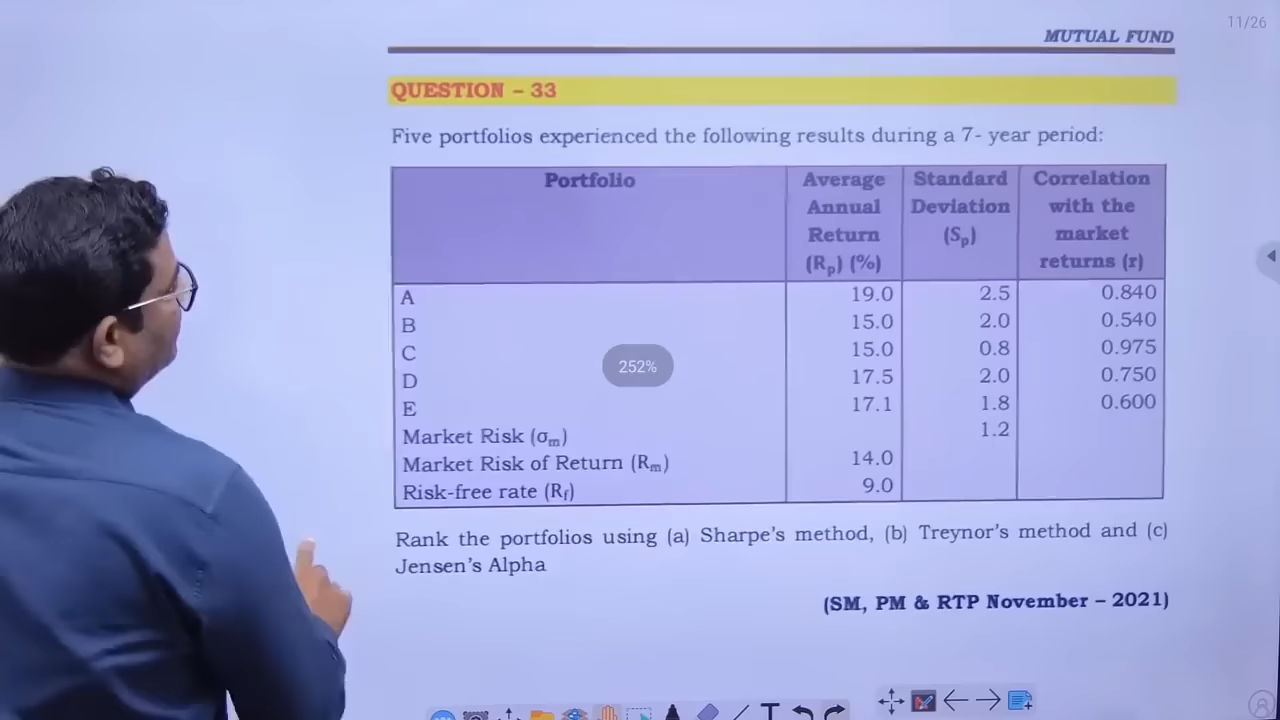 11/26
MUTUAL FUND
QUESTION – 33
Five portfolios experienced the following results during a 7- year period:
Portfolio
Average Annual Return (Rp) (%)
Standard Deviation (Sp)
Correlation with the market returns (r)
A 19.0 2.5 0.840
B 15.0 2.0 0.540
C 15.0 0.8 0.975
D 17.5 2.0 0.750
E 17.1 1.8 0.600
Market Risk (σm) 1.2
Market Risk of Return (Rm) 14.0
Risk-free rate (Rf) 9.0
252%
Rank the portfolios using (a) Sharpe's method, (b) Treynor's method and (c)
Jensen's Alpha
(SM, PM & RTP November – 2021)